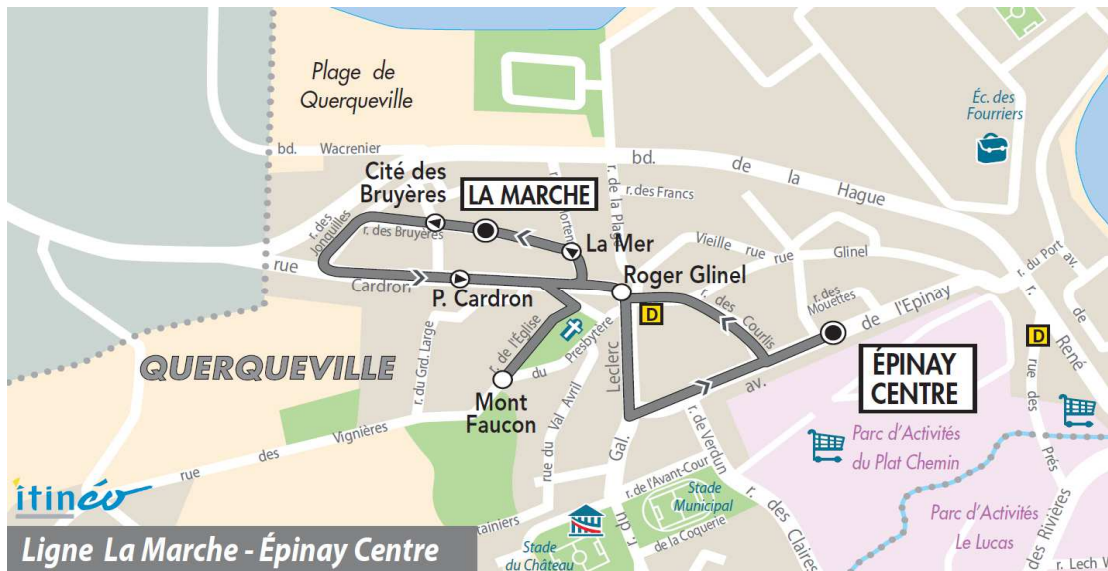 Plage de
Querqueville
Éc. des
Fourriers
bd. Wacrenier
bd. de la Hague
Cité des
Bruyères
LA MARCHE
r. des Francs
r. de la Plag
r. des Jonquilles
r. des Bruyères
La Mer
Vieille rue
rue Glinel
r. du Port
rue Cardron
P. Cardron
Roger Glinel
D
r. des Courlis
r. des
Mouettes
av. de l'Epinay
av. de
r. René
D
r. de l'Église
r. du Grd. Large
QUERQUEVILLE
du Presbytère
Leclerc
ÉPINAY
CENTRE
rue des Prés
Mont
Faucon
rue du Val Avril
r. de Verdun
Parc d'Activités
du Plat Chemin
rue des Vignières
Gal.
r. de l'Avant-Cour
Stade
Municipal
r. des Claires
itinéo
tainiers
r. du
de la Coquerie
Parc d'Activités
Le Lucas
des Rivières
Ligne La Marche - Épinay Centre
Stade
du Château
r. Lech W